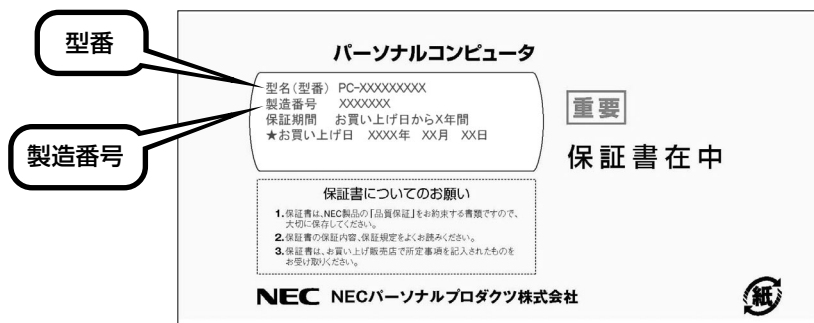 型番
製造番号
パーソナルコンピュータ
型名(型番) PC-XXXXXXXXX
製造番号 XXXXXXX
保証期間 お買い上げ日からX年間
★お買い上げ日 XXXX年 XX月 XX日
重要
保証書在中
保証書についてのお願い
1.保証書は、NEC製品の「品質保証」をお約束する書類ですので、
大切に保存してください。
2.保証書の保証内容、保証規定をよくお読みください。
3.保証書は、お買い上げ販売店で所定事項を記入されたものを
お受け取りください。
NEC NECパーソナルプロダクツ株式会社
紙